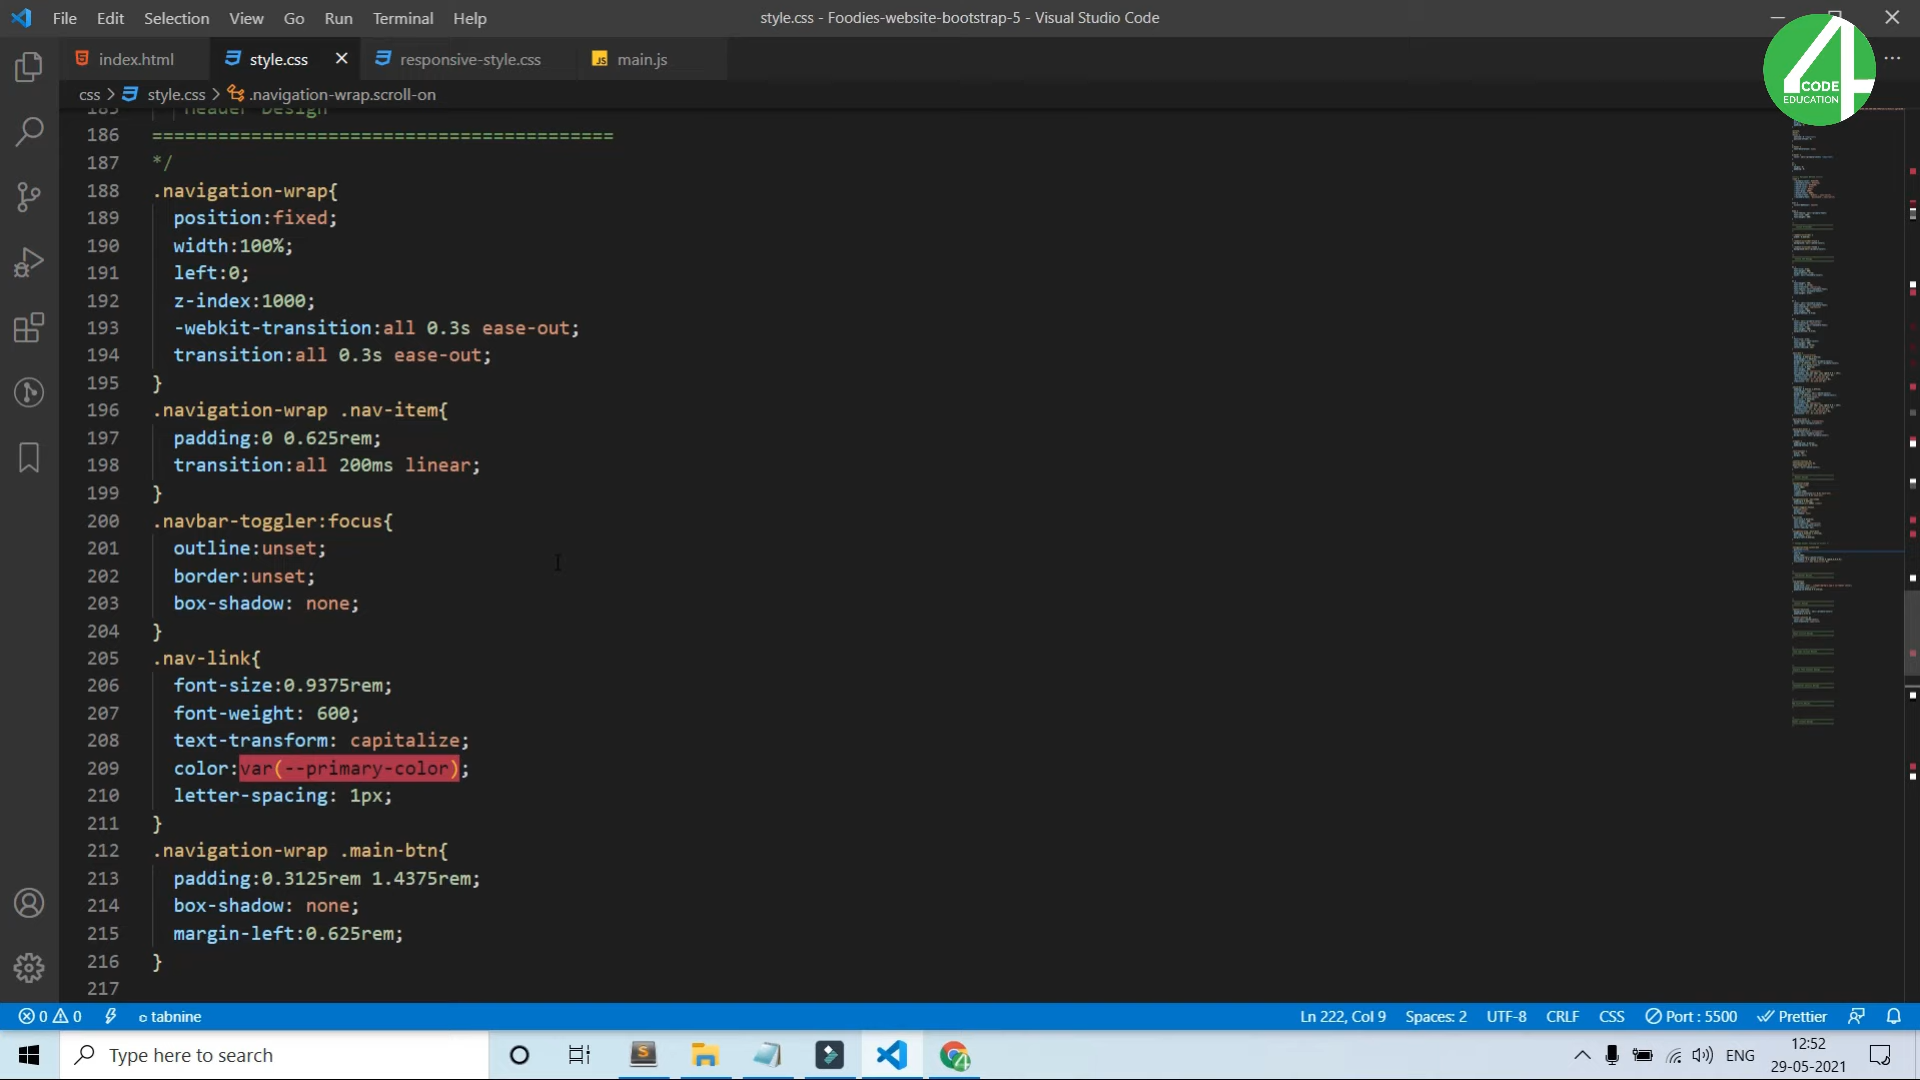 File Edit Selection View Go Run Terminal Help
style.css - Foodies-website-bootstrap-5 - Visual Studio Code
index.html style.css responsive-style.css JS main.js
4 CODE EDUCATION
css > style.css > .navigation-wrap.scroll-on
185 Header Design
186 ==========================================
187 */
188 .navigation-wrap{
189 position:fixed;
190 width:100%;
191 left:0;
192 z-index:1000;
193 -webkit-transition:all 0.3s ease-out;
194 transition:all 0.3s ease-out;
195 }
196 .navigation-wrap .nav-item{
197 padding:0 0.625rem;
198 transition:all 200ms linear;
199 }
200 .navbar-toggler:focus{
201 outline:unset;
202 border:unset;
203 box-shadow: none;
204 }
205 .nav-link{
206 font-size:0.9375rem;
207 font-weight: 600;
208 text-transform: capitalize;
209 color:var(--primary-color);
210 letter-spacing: 1px;
211 }
212 .navigation-wrap .main-btn{
213 padding:0.3125rem 1.4375rem;
214 box-shadow: none;
215 margin-left:0.625rem;
216 }
217
0 0 tabnine Ln 222, Col 9 Spaces: 2 UTF-8 CRLF CSS Port : 5500 Prettier
Type here to search ENG 12:52
29-05-2021